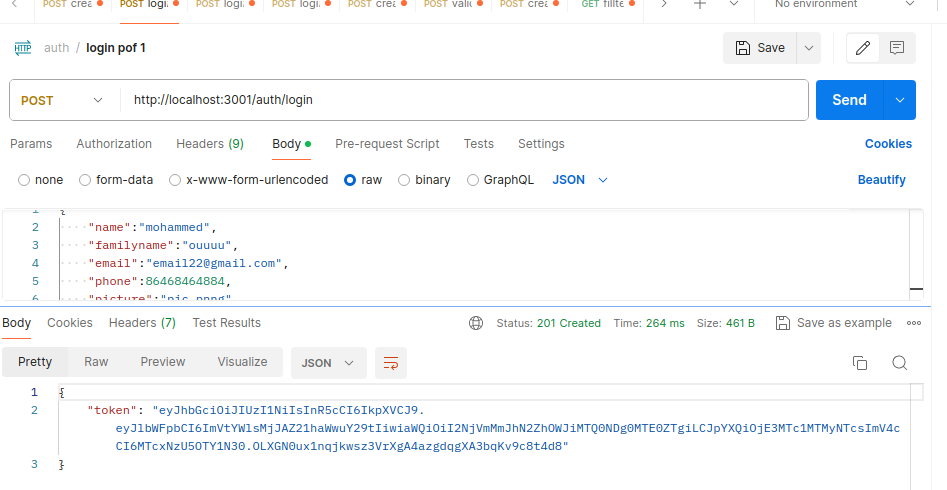 POST crea POST logi. POST logi. POST logi. POST crea POST valid POST crea GET fillte No environment
HTTP auth / login pof 1 Save
POST http://localhost:3001/auth/login Send
Params Authorization Headers (9) Body Pre-request Script Tests Settings Cookies
none form-data x-www-form-urlencoded raw binary GraphQL JSON Beautify
1 {
2 "name":"mohammed",
3 "familyname":"ouuuu",
4 "email":"email22@gmail.com",
5 "phone":86468464884,
6 "picture":"pic.pnng"
Body Cookies Headers (7) Test Results Status: 201 Created Time: 264 ms Size: 461 B Save as example
Pretty Raw Preview Visualize JSON
1 {
2 "token": "eyJhbGciOiJIUzI1NiIsInR5cCI6IkpXVCJ9.
eyJlbWFpbCI6ImVtYWlsMjJAZ21haWwuY29tIiwiaWQiOiI2NjVmMmJhN2ZhOWJiMTQ0NDg0MTE0ZTgiLCJpYXQiOjE3MTc1MTMyNTcsImV4c
CI6MTcxNzU5OTY1N30.OLXGN0ux1nqjkwsz3VrXgA4azgdqgXA3bqKv9c8t4d8"
3 }